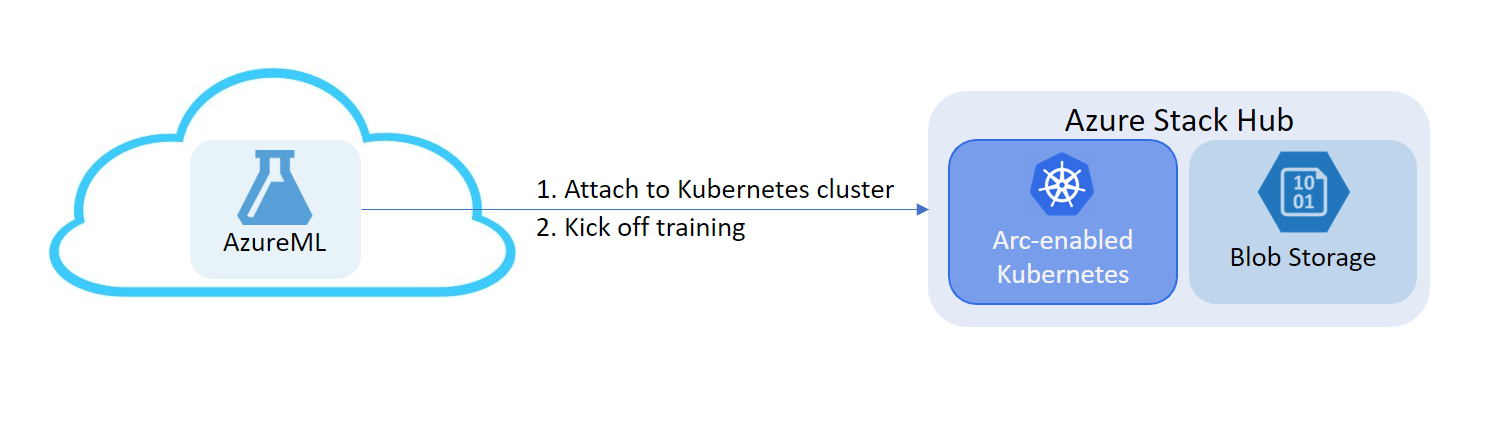 AzureML
1. Attach to Kubernetes cluster
2. Kick off training
Azure Stack Hub
Arc-enabled
Kubernetes
10
01
Blob Storage